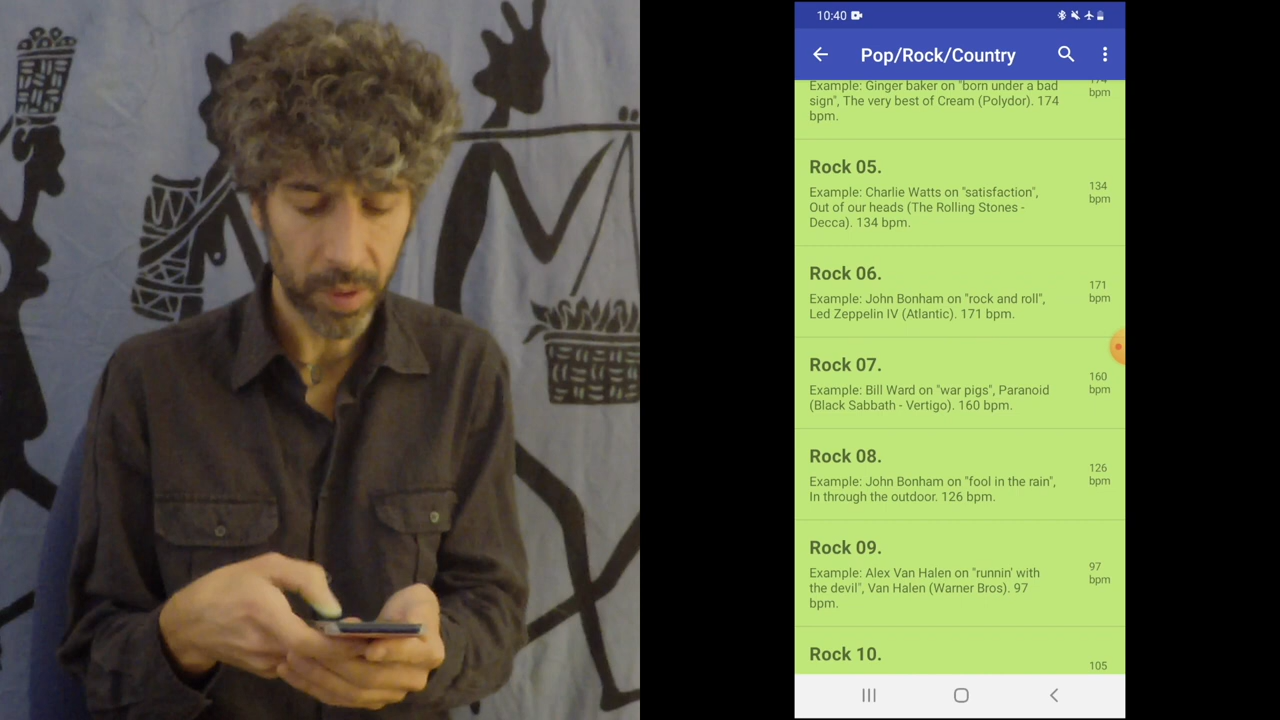 10:40
Pop/Rock/Country
Example: Ginger baker on "born under a bad
sign", The very best of Cream (Polydor). 174
bpm.
174
bpm
Rock 05.
Example: Charlie Watts on "satisfaction",
Out of our heads (The Rolling Stones -
Decca). 134 bpm.
134
bpm
Rock 06.
Example: John Bonham on "rock and roll",
Led Zeppelin IV (Atlantic). 171 bpm.
171
bpm
Rock 07.
Example: Bill Ward on "war pigs", Paranoid
(Black Sabbath - Vertigo). 160 bpm.
160
bpm
Rock 08.
Example: John Bonham on "fool in the rain",
In through the outdoor. 126 bpm.
126
bpm
Rock 09.
Example: Alex Van Halen on "runnin' with
the devil", Van Halen (Warner Bros). 97
bpm.
97
bpm
Rock 10.
105